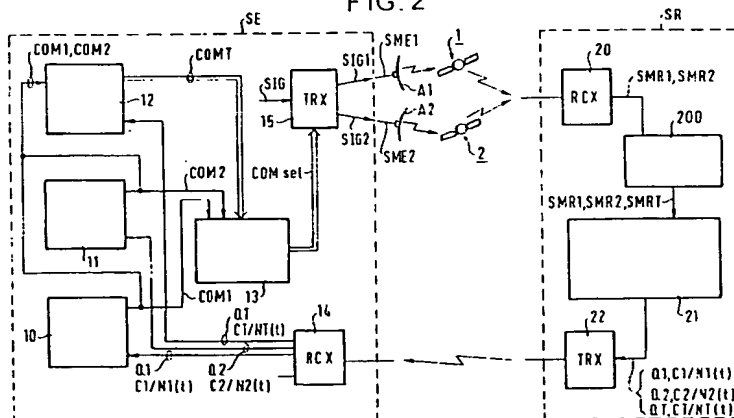 FIG. 2
SE
SR
COM1,COM2
COMT
12
SIG
TRX
15
SIG1
SME1
A1
1
SIG2
A2
SME2
2
20
RCX
SMR1,SMR2
200
SMR1,SMR2,SMRT
21
COM2
COM sel
11
13
COM1
10
QT
CT/NT(t)
Q1
C1/N1(t)
Q2
C2/N2(t)
14
RCX
22
TRX
Q1,C1/N1(t)
Q2,C2/N2(t)
QT,CT/NT(t)